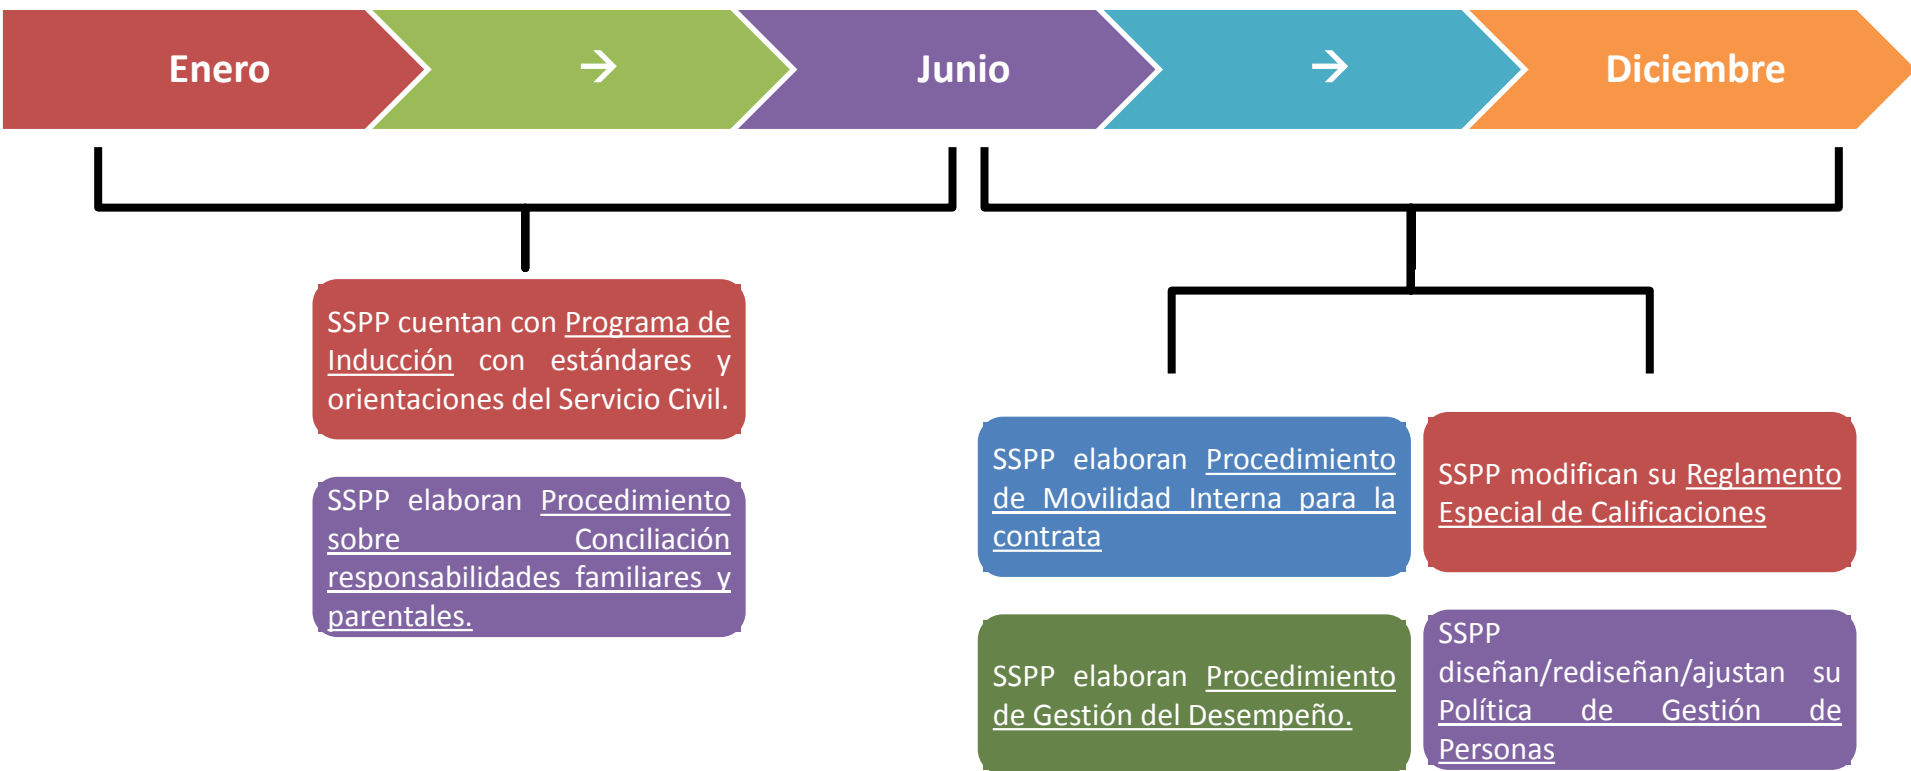 Enero → Junio → Diciembre
SSPP cuentan con Programa de
Inducción con estándares y
orientaciones del Servicio Civil.
SSPP elaboran Procedimiento
sobre Conciliación
responsabilidades familiares y
parentales.
SSPP elaboran Procedimiento
de Movilidad Interna para la
contrata
SSPP modifican su Reglamento
Especial de Calificaciones
SSPP elaboran Procedimiento
de Gestión del Desempeño.
SSPP
diseñan/rediseñan/ajustan su
Política de Gestión de
Personas